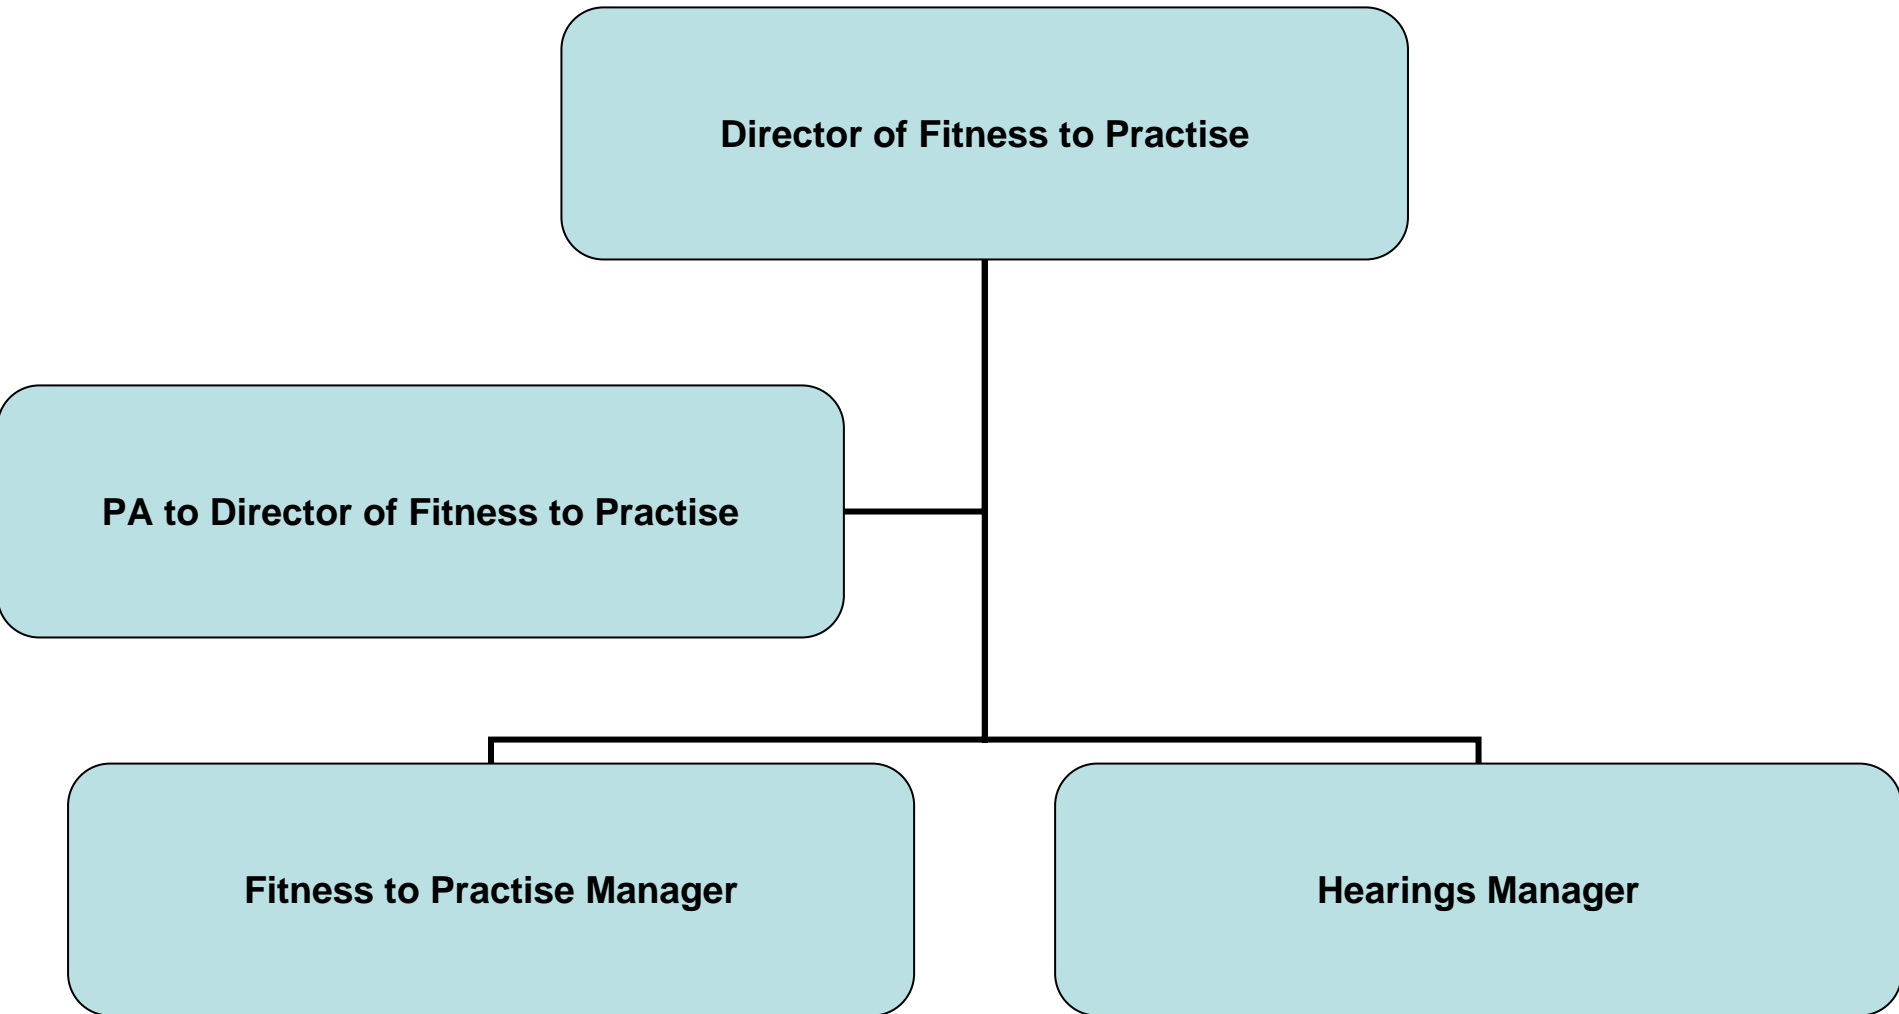 Director of Fitness to Practise
PA to Director of Fitness to Practise
Fitness to Practise Manager
Hearings Manager